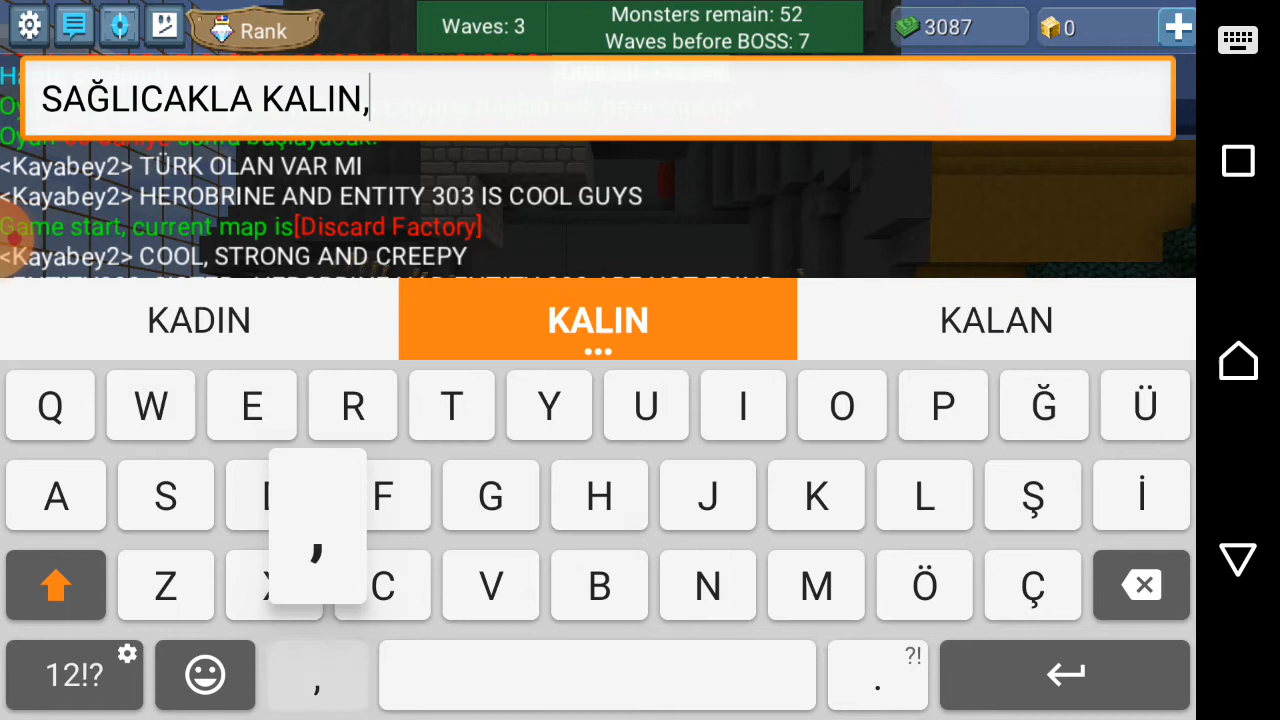 Rank
Waves: 3
Monsters remain: 52
Waves before BOSS: 7
3087
0
SAĞLICAKLA KALIN,
<Kayabey2> TÜRK OLAN VAR MI
<Kayabey2> HEROBRINE AND ENTITY 303 IS COOL GUYS
Game start, current map is[Discard Factory]
<Kayabey2> COOL, STRONG AND CREEPY
KADIN KALIN KALAN
Q W E R T Y U I O P Ğ Ü
A S F G H J K L Ş İ
,
Z C V B N M Ö Ç
12!? , . ?!